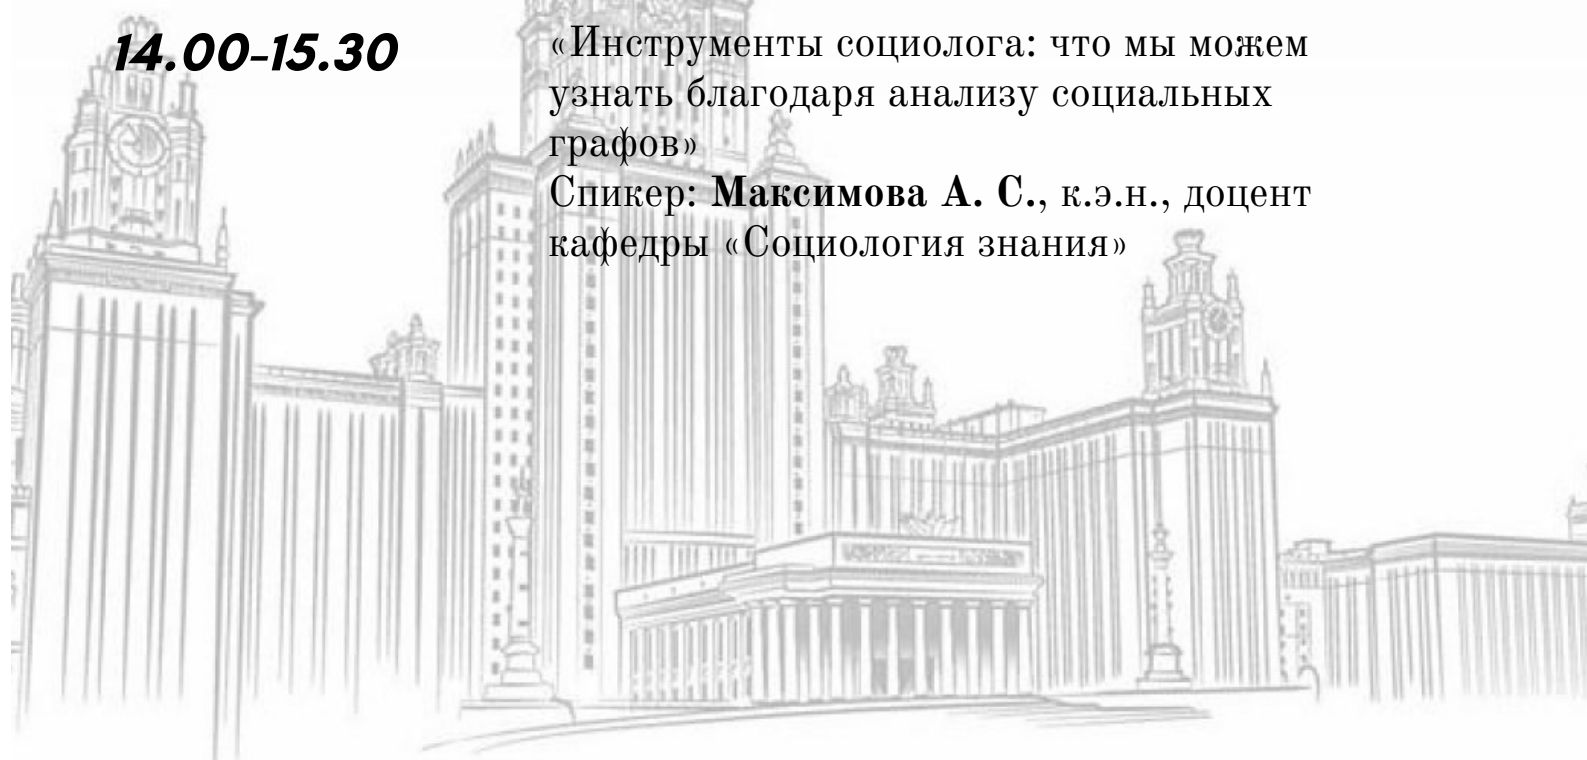 14.00-15.30
«Инструменты социолога: что мы можем
узнать благодаря анализу социальных
графов»
Спикер: Максимова А. С., к.э.н., доцент
кафедры «Социология знания»